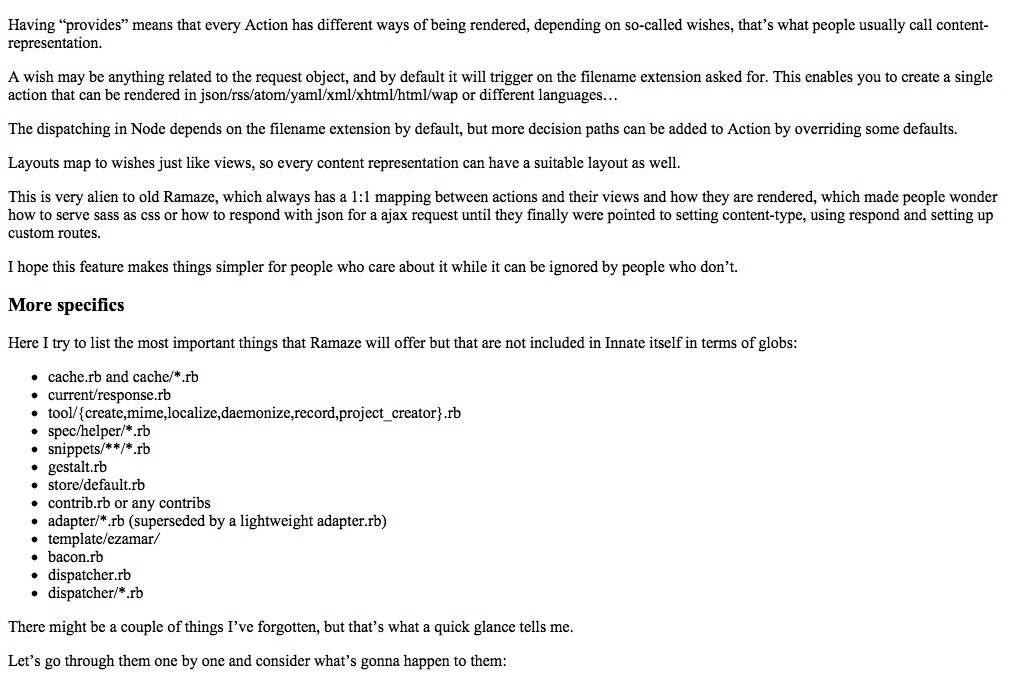 Having “provides” means that every Action has different ways of being rendered, depending on so-called wishes, that’s what people usually call content-
representation.
A wish may be anything related to the request object, and by default it will trigger on the filename extension asked for. This enables you to create a single
action that can be rendered in json/rss/atom/yaml/xml/xhtml/html/wap or different languages…
The dispatching in Node depends on the filename extension by default, but more decision paths can be added to Action by overriding some defaults.
Layouts map to wishes just like views, so every content representation can have a suitable layout as well.
This is very alien to old Ramaze, which always has a 1:1 mapping between actions and their views and how they are rendered, which made people wonder
how to serve sass as css or how to respond with json for a ajax request until they finally were pointed to setting content-type, using respond and setting up
custom routes.
I hope this feature makes things simpler for people who care about it while it can be ignored by people who don’t.
More specifics
Here I try to list the most important things that Ramaze will offer but that are not included in Innate itself in terms of globs:
• cache.rb and cache/*.rb
• current/response.rb
• tool/{create,mime,localize,daemonize,record,project_creator}.rb
• spec/helper/*.rb
• snippets/**/*.rb
• gestalt.rb
• store/default.rb
• contrib.rb or any contribs
• adapter/*.rb (superseded by a lightweight adapter.rb)
• template/ezamar/
• bacon.rb
• dispatcher.rb
• dispatcher/*.rb
There might be a couple of things I’ve forgotten, but that’s what a quick glance tells me.
Let’s go through them one by one and consider what’s gonna happen to them: